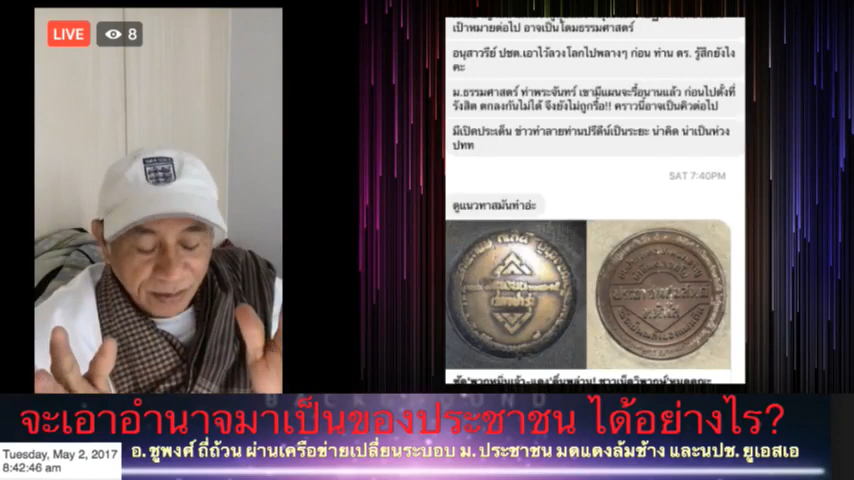 LIVE 8
เป้าหมายต่อไป อาจเป็นโดมธรรมศาสตร์
อนุสาวรีย์ ปชต.เอาไว้ลวงโลกไปพลางๆ ก่อน ท่าน ดร. รู้สึกยังไง
คะ
ม.ธรรมศาสตร์ ท่าพระจันทร์ เขามีแผนจะรื้อนานแล้ว ก่อนไปตั้งที่
รังสิต ตกลงกันไม่ได้ จึงยังไม่ถูกรื้อ!! คราวนี้อาจเป็นคิวต่อไป
มีเปิดประเด็น ข่าวทำลายท่านปรีดีน์เป็นระยะ น่าคิด น่าเป็นห่วง
ปทท
SAT 7:40PM
ดูแนวทาสมันทำอ่ะ
จะเอาอำนาจมาเป็นของประชาชน ได้อย่างไร?
อ. ชูพงศ์ ถี่ถ้วน ผ่านเครือข่ายเปลี่ยนระบอบ ม. ประชาชน มดแดงล้มช้าง และนปช. ยูเอสเอ
Tuesday, May 2, 2017
8:42:46 am